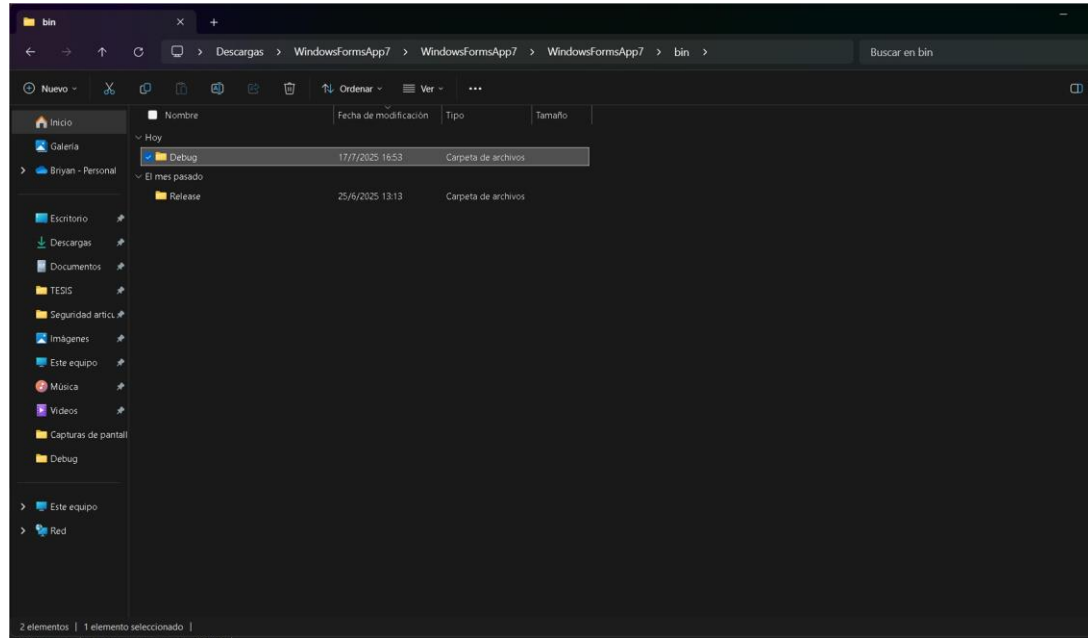 bin
Descargas > WindowsFormsApp7 > WindowsFormsApp7 > WindowsFormsApp7 > bin >
Buscar en bin
Nuevo
Ordenar
Ver
Nombre Fecha de modificación Tipo Tamaño
Hoy
Debug 17/7/2025 16:53 Carpeta de archivos
El mes pasado
Release 25/6/2025 13:13 Carpeta de archivos
Inicio
Galería
Briyan - Personal
Escritorio
Descargas
Documentos
TESIS
Seguridad articu
Imágenes
Este equipo
Música
Videos
Capturas de pantall
Debug
Este equipo
Red
2 elementos | 1 elemento seleccionado |